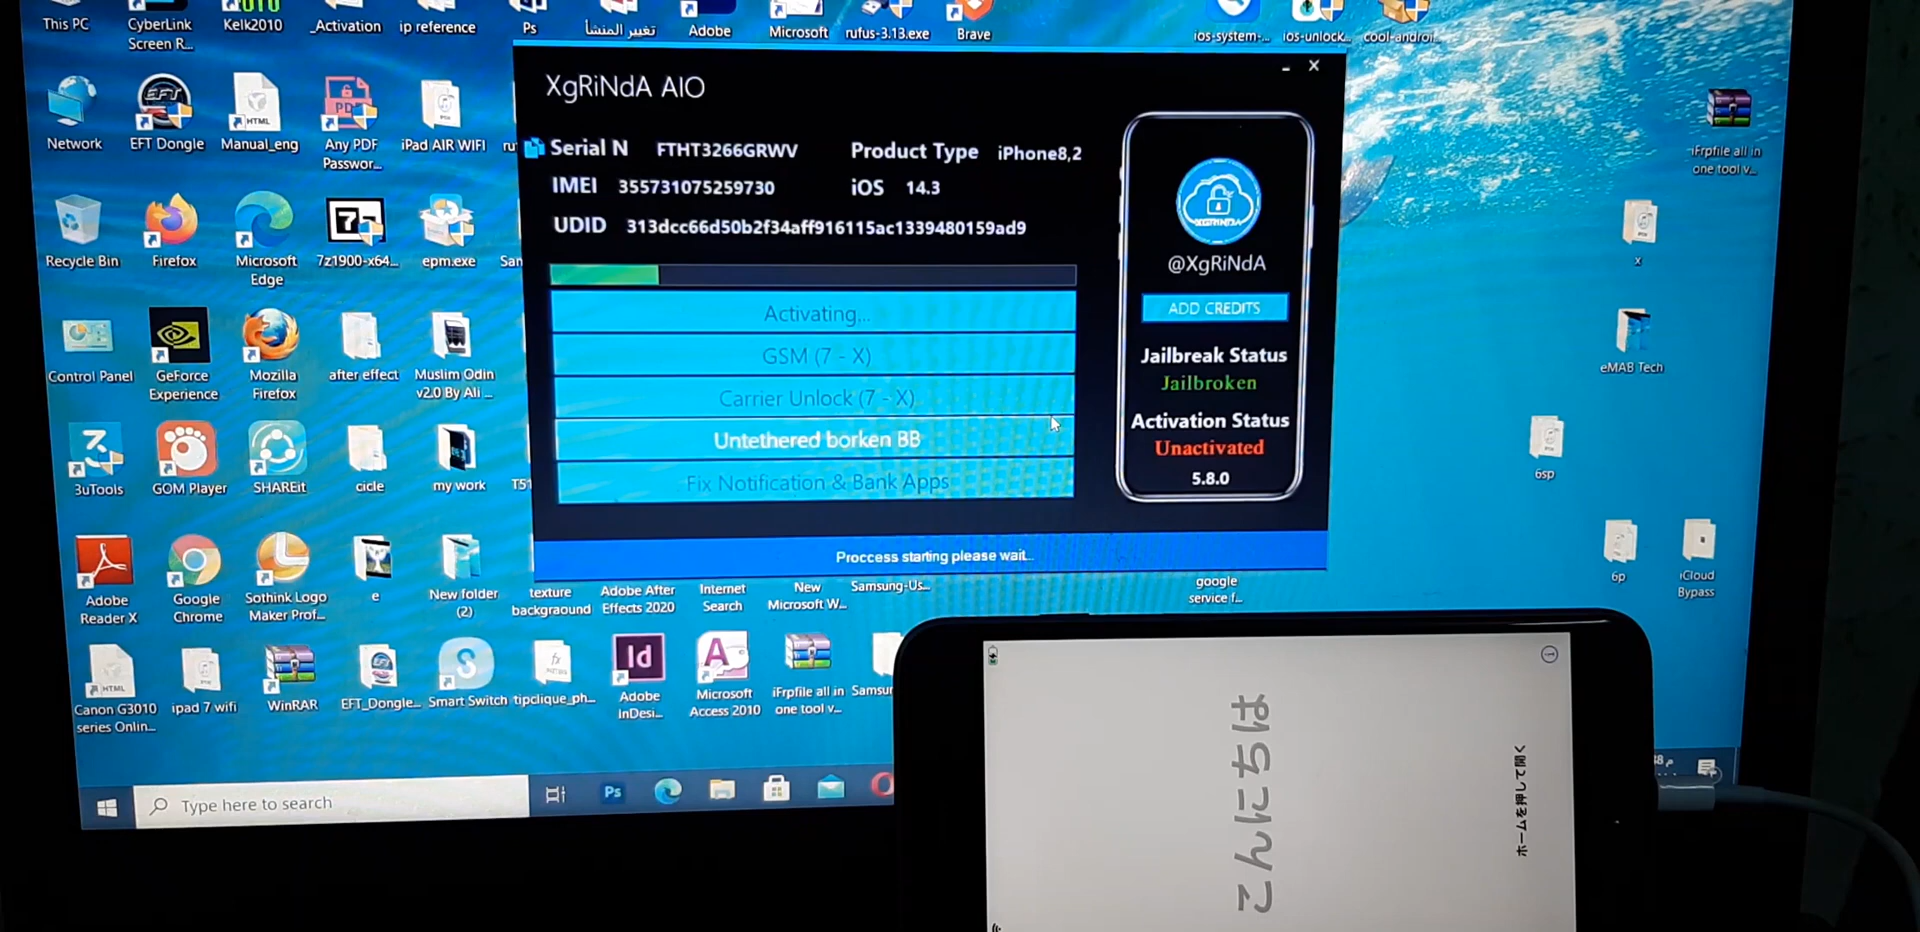 This PC
CyberLink
Screen R...
Kelk2010
_Activation
ip reference
Ps
تغيير المنشأ
Adobe
Microsoft
rufus-3.13.exe
Brave
ios-system-...
ios-unlock...
cool-androi...
Network
EFT Dongle
HTML
Manual_eng
PDF
Any PDF
Passwor...
iPad AIR WIFI
Recycle Bin
Firefox
Microsoft
Edge
7z1900-x64...
epm.exe
Control Panel
GeForce
Experience
Mozilla
Firefox
after effect
Muslim Odin
v2.0 By Ali ...
3uTools
GOM Player
SHAREit
cicle
my work
Adobe
Reader X
Google
Chrome
Sothink Logo
Maker Prof...
e
New folder
(2)
texture
backgraound
Adobe After
Effects 2020
Internet
Search
New
Microsoft W...
Samsung-Us...
google
service f...
HTML
Canon G3010
series Onlin...
ipad 7 wifi
WinRAR
EFT_Dongle...
Smart Switch
tipclique_ph...
Id
Adobe
InDesi...
Microsoft
Access 2010
iFrpfile all in
one tool v...
XgRiNdA AIO
Serial N FTHT3266GRWV
Product Type iPhone8,2
IMEI 355731075259730
iOS 14.3
UDID 313dcc66d50b2f34aff916115ac1339480159ad9
Activating...
GSM (7 - X)
Carrier Unlock (7 - X)
Untethered borken BB
Fix Notification & Bank Apps
Proccess starting please wait...
XGRINDA
@XgRiNdA
ADD CREDITS
Jailbreak Status
Jailbroken
Activation Status
Unactivated
5.8.0
iFrpfile all in
one tool v...
x
eMAB Tech
6sp
6p
iCloud
Bypass
Type here to search
Ps
こんにちは
ホームを押して開く